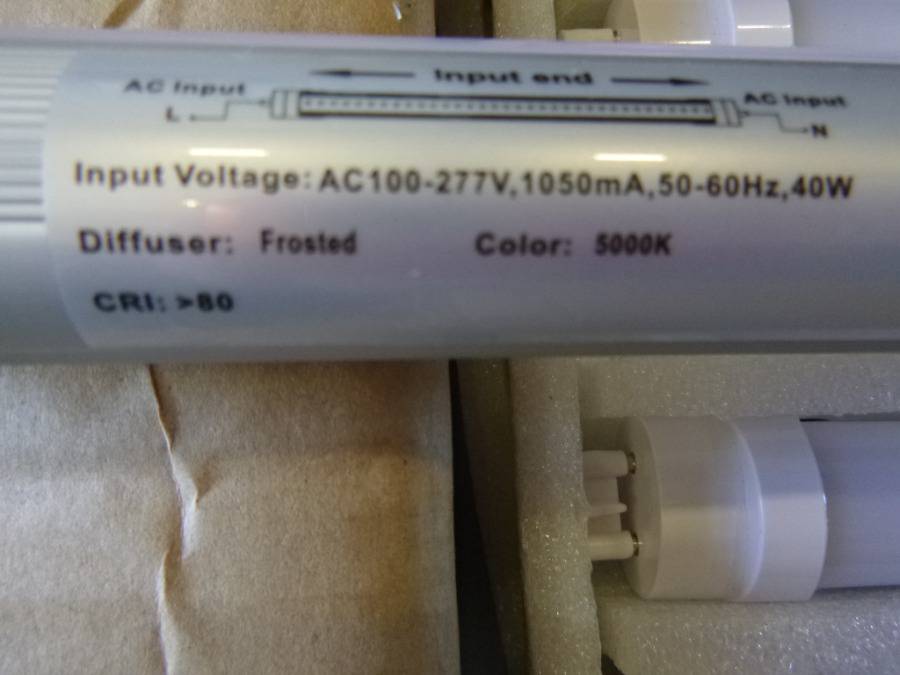 Input end
AC Input
AC Input
L
N
Input Voltage: AC100-277V,1050mA,50-60Hz,40W
Diffuser: Frosted Color: 5000K
CRI: >80